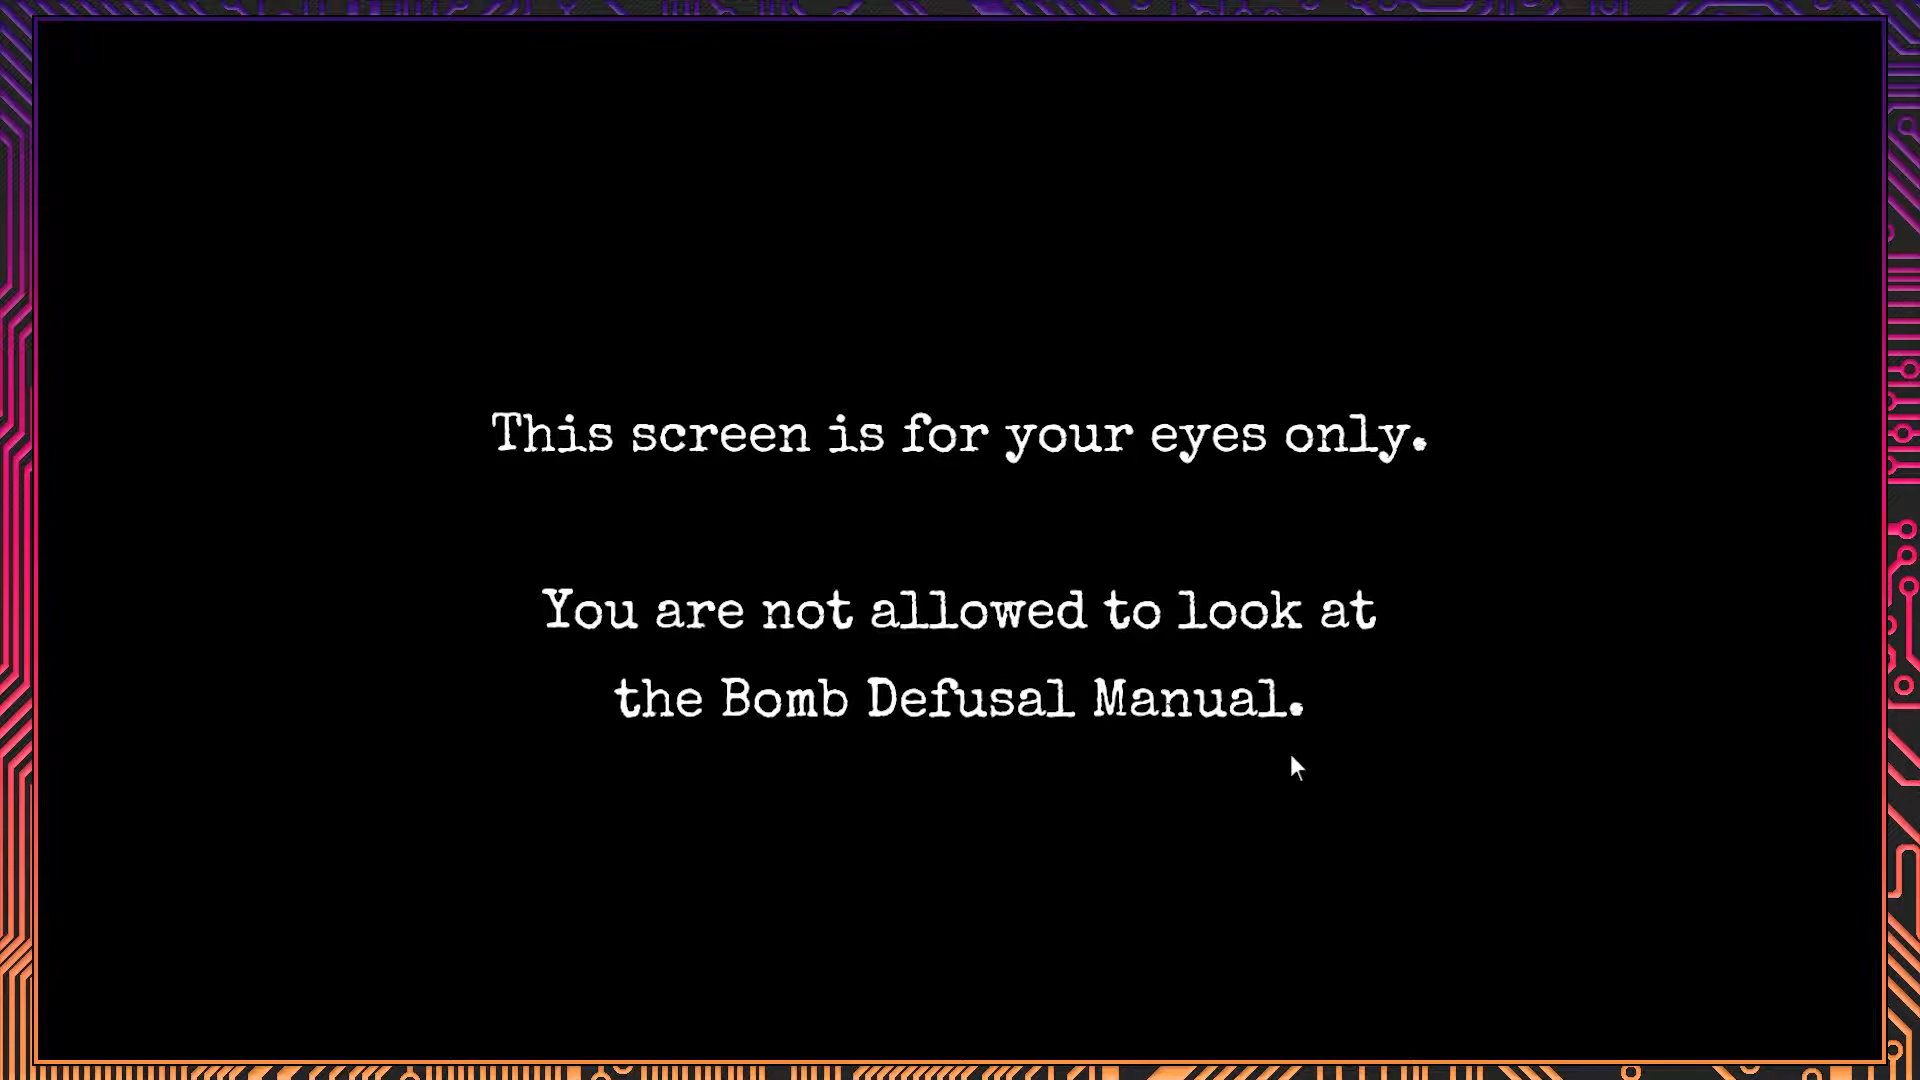 This screen is for your eyes only.
You are not allowed to look at
the Bomb Defusal Manual.